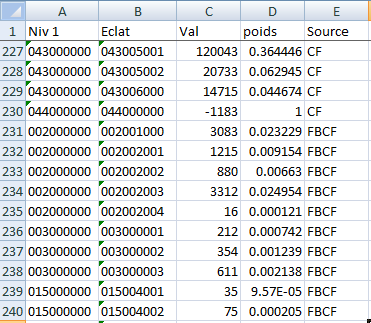 A B C D E
1 Niv 1 Eclat Val poids Source
227 043000000 043005001 120043 0.364446 CF
228 043000000 043005002 20733 0.062945 CF
229 043000000 043006000 14715 0.044674 CF
230 044000000 044000000 -1183 1 CF
231 002000000 002001000 3083 0.023229 FBCF
232 002000000 002002001 1215 0.009154 FBCF
233 002000000 002002002 880 0.00663 FBCF
234 002000000 002002003 3312 0.024954 FBCF
235 002000000 002002004 16 0.000121 FBCF
236 003000000 003000001 212 0.000742 FBCF
237 003000000 003000002 354 0.001239 FBCF
238 003000000 003000003 611 0.002138 FBCF
239 015000000 015004001 35 9.57E-05 FBCF
240 015000000 015004002 75 0.000205 FBCF